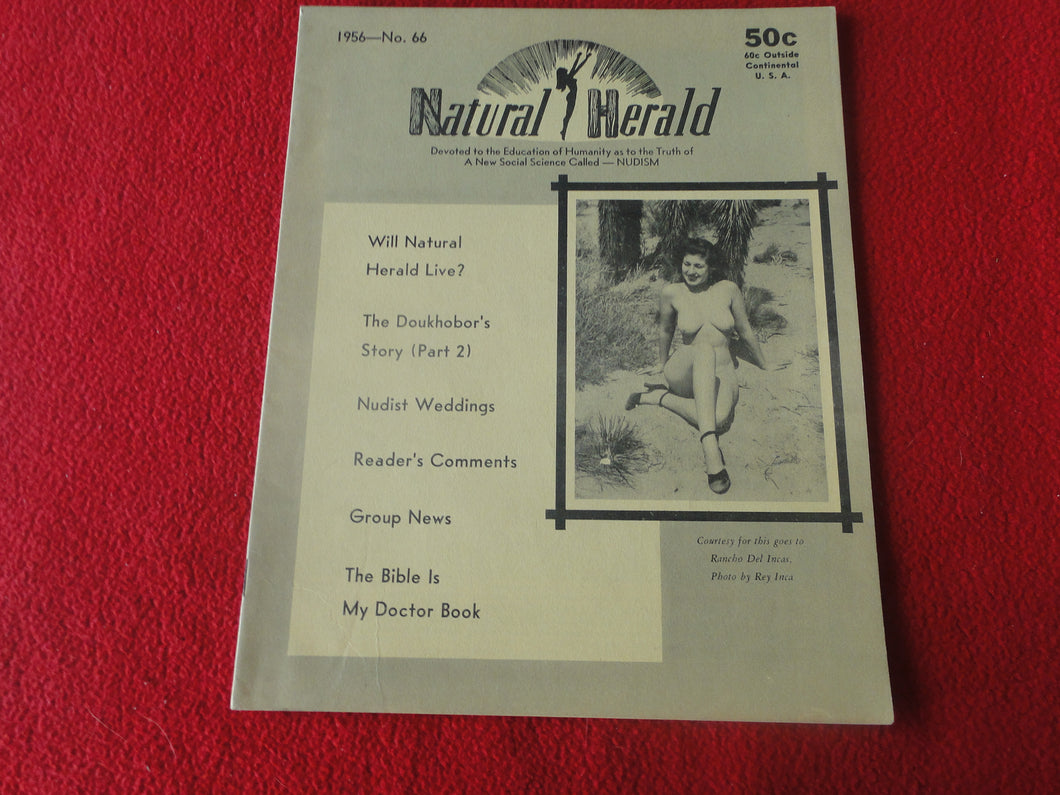 1956—No. 66
50c
60c Outside
Continental
U. S. A.
Natural Herald
Devoted to the Education of Humanity as to the Truth of
A New Social Science Called — NUDISM
Will Natural
Herald Live?
The Doukhobor's
Story (Part 2)
Nudist Weddings
Reader's Comments
Group News
The Bible Is
My Doctor Book
Courtesy for this goes to
Rancho Del Incas.
Photo by Rey Inca